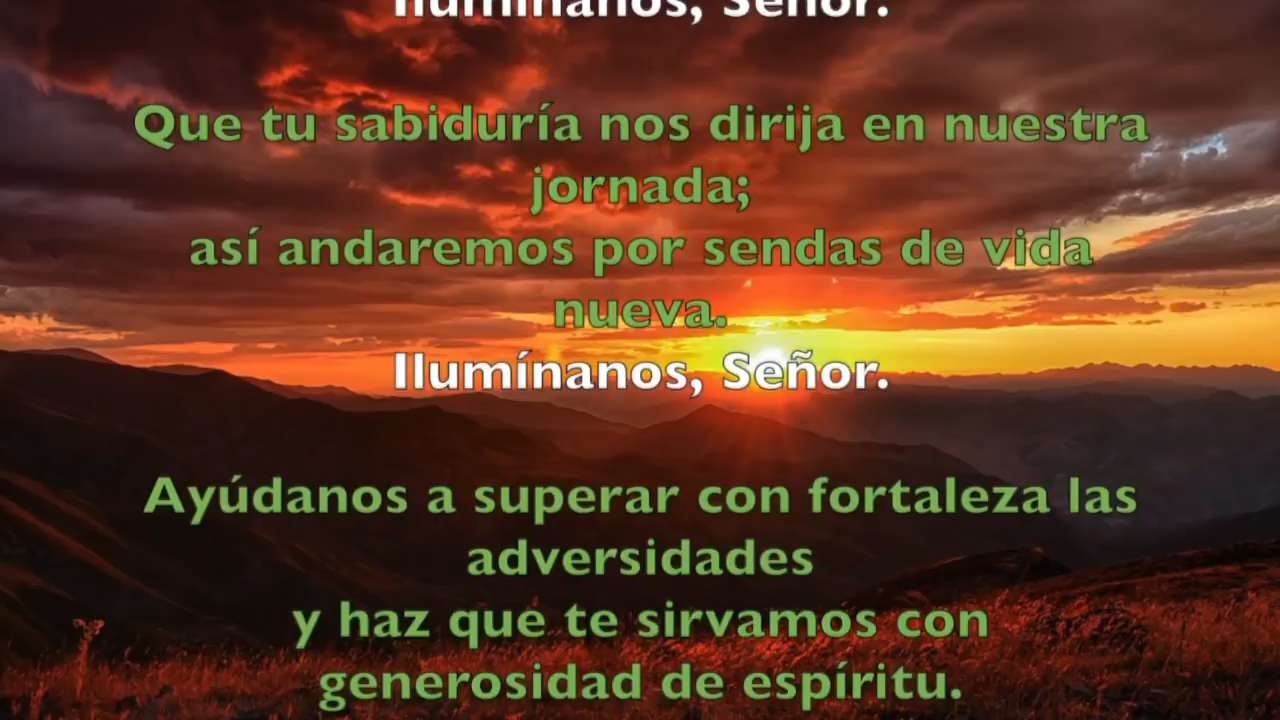 Ilumínanos, Señor.
Que tu sabiduría nos dirija en nuestra
jornada;
así andaremos por sendas de vida
nueva.
Ilumínanos, Señor.
Ayúdanos a superar con fortaleza las
adversidades
y haz que te sirvamos con
generosidad de espíritu.